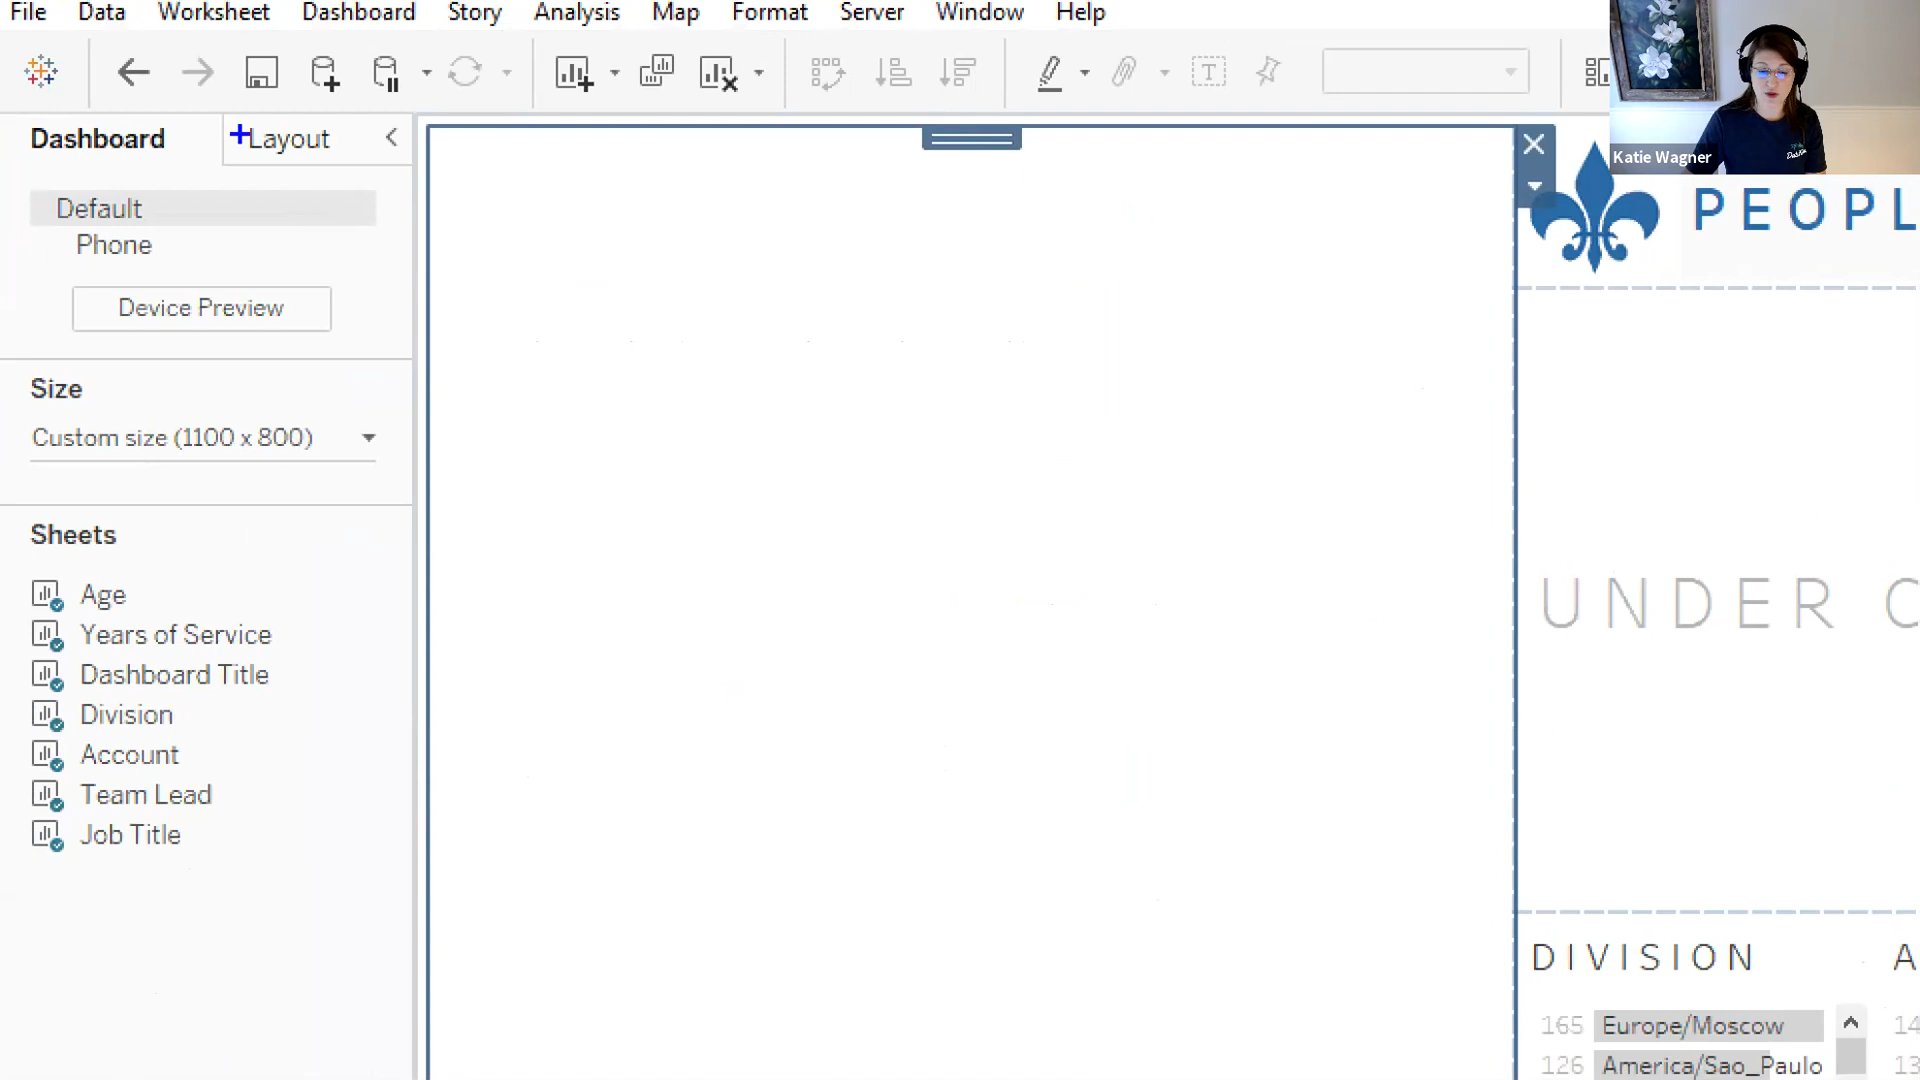 File Data Worksheet Dashboard Story Analysis Map Format Server Window Help
Katie Wagner
Dashboard Layout
Default
Phone
Device Preview
Size
Custom size (1100 x 800)
Sheets
Age
Years of Service
Dashboard Title
Division
Account
Team Lead
Job Title
PEOPL
UNDER C
DIVISION A
165 Europe/Moscow 14
126 America/Sao_Paulo 13